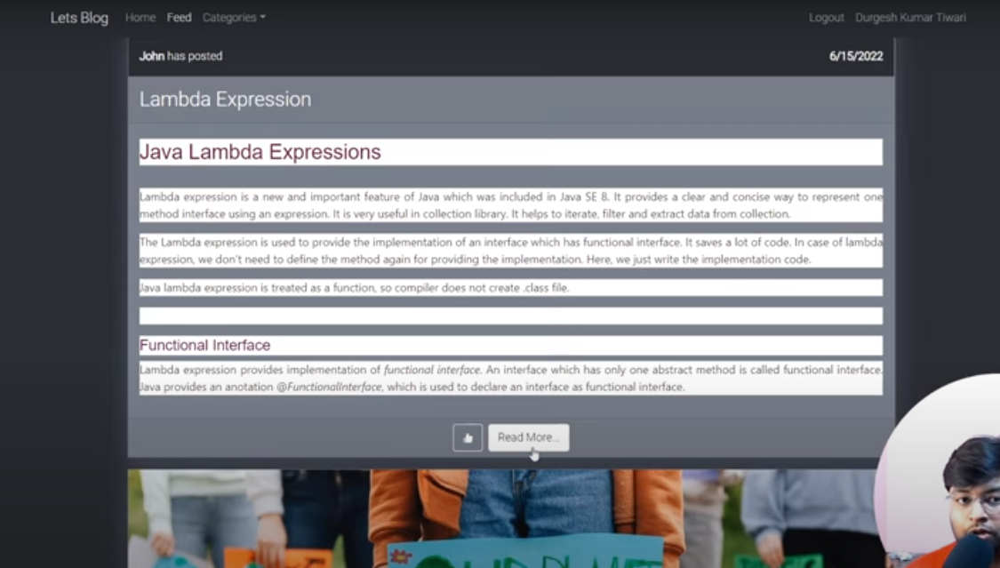 Lets Blog Home Feed Categories Logout Durgesh Kumar Tiwari
John has posted 6/15/2022
Lambda Expression
Java Lambda Expressions
Lambda expression is a new and important feature of Java which was included in Java SE 8. It provides a clear and concise way to represent one
method interface using an expression. It is very useful in collection library. It helps to iterate, filter and extract data from collection.
The Lambda expression is used to provide the implementation of an interface which has functional interface. It saves a lot of code. In case of lambda
expression, we don't need to define the method again for providing the implementation. Here, we just write the implementation code.
Java lambda expression is treated as a function, so compiler does not create .class file.
Functional Interface
Lambda expression provides implementation of functional interface. An interface which has only one abstract method is called functional interface.
Java provides an anotation @FunctionalInterface, which is used to declare an interface as functional interface.
Read More...